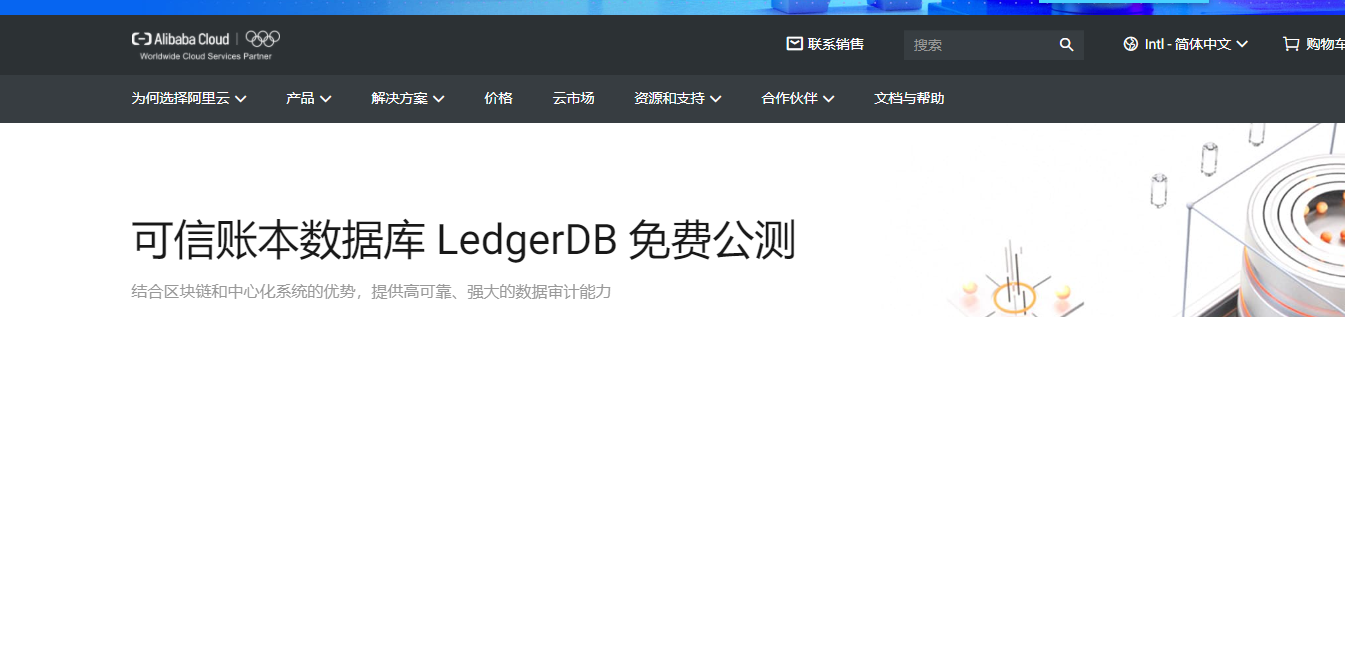 Alibaba Cloud
Worldwide Cloud Services Partner
联系销售
搜索
Intl - 简体中文
购物车
为何选择阿里云 产品 解决方案 价格 云市场 资源和支持 合作伙伴 文档与帮助
可信账本数据库 LedgerDB 免费公测
结合区块链和中心化系统的优势，提供高可靠、强大的数据审计能力